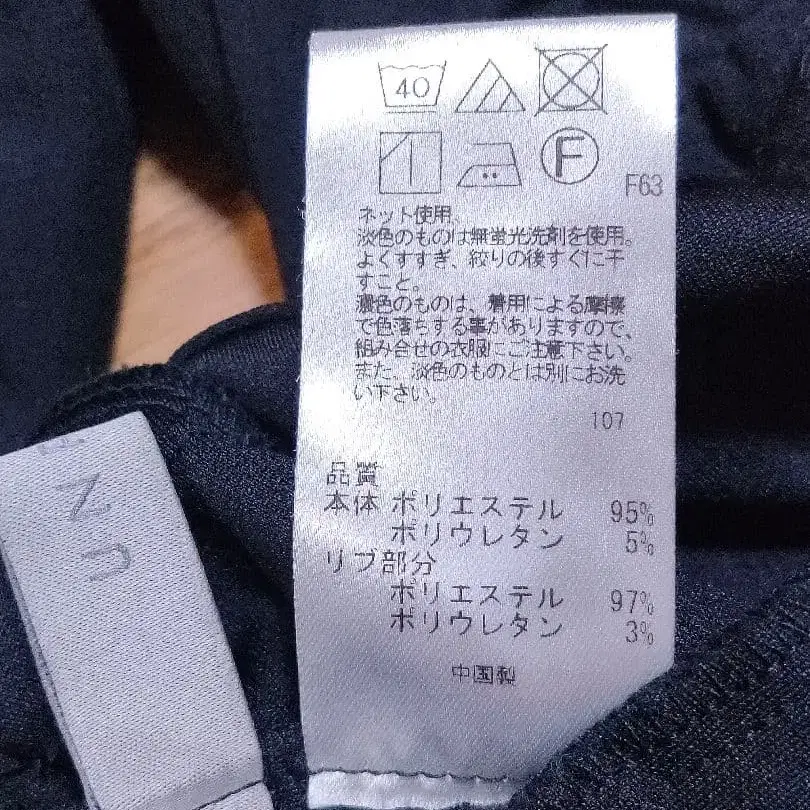 40
F
F63
ネット使用。
淡色のものは無蛍光洗剤を使用。
よくすすぎ、絞りの後すぐに干
すこと。
濃色のものは、着用による摩擦
で色落ちする事がありますので、
組み合せの衣服にご注意下さい。
また、淡色のものとは別にお洗
い下さい。
107
品質
本体 ポリエステル 95%
ポリウレタン 5%
リブ部分
ポリエステル 97%
ポリウレタン 3%
中国製